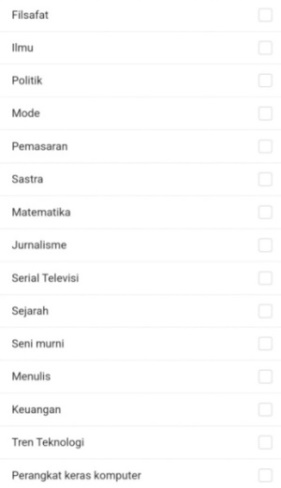 Filsafat
Ilmu
Politik
Mode
Pemasaran
Sastra
Matematika
Jurnalisme
Serial Televisi
Sejarah
Seni murni
Menulis
Keuangan
Tren Teknologi
Perangkat keras komputer